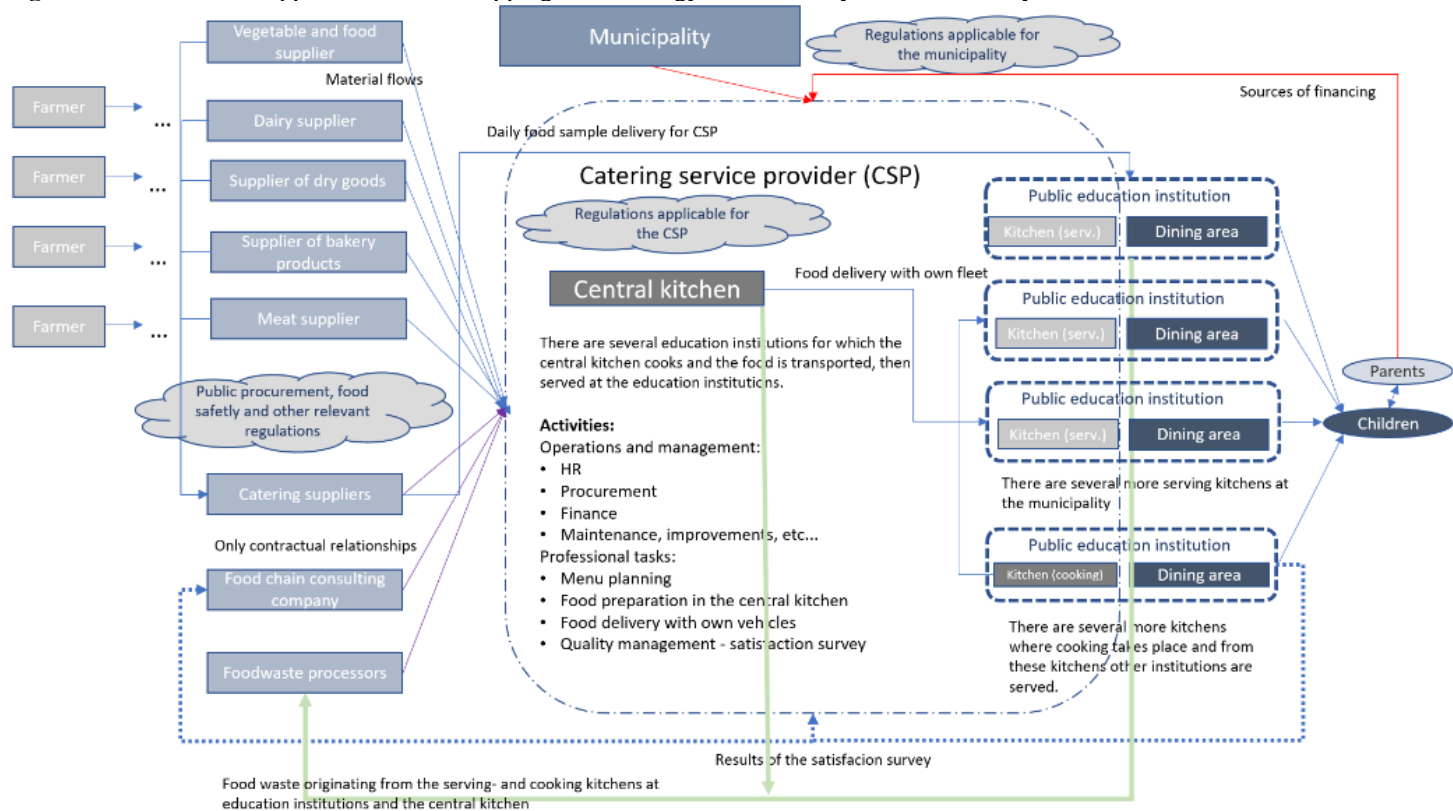 Vegetable and food
supplier
Material flows
Municipality
Regulations applicable for
the municipality
Sources of financing
Farmer
...
Dairy supplier
Daily food sample delivery for CSP
Farmer
...
Supplier of dry goods
Catering service provider (CSP)
Regulations applicable for
the CSP
Public education institution
Kitchen (serv.)
Dining area
Farmer
...
Supplier of bakery
products
Central kitchen
Food delivery with own fleet
Public education institution
Kitchen (serv.)
Dining area
Farmer
...
Meat supplier
There are several education institutions for which the
central kitchen cooks and the food is transported, then
served at the education institutions.
Public procurement, food
safetly and other relevant
regulations
Public education institution
Kitchen (serv.)
Dining area
Parents
Children
Activities:
Operations and management:
• HR
• Procurement
• Finance
• Maintenance, improvements, etc...
Professional tasks:
• Menu planning
• Food preparation in the central kitchen
• Food delivery with own vehicles
• Quality management - satisfaction survey
There are several more serving kitchens at
the municipality
Catering suppliers
Only contractual relationships
Public education institution
Kitchen (cooking)
Dining area
Food chain consulting
company
There are several more kitchens
where cooking takes place and from
these kitchens other institutions are
served.
Foodwaste processors
Results of the satisfacion survey
Food waste originating from the serving- and cooking kitchens at
education institutions and the central kitchen